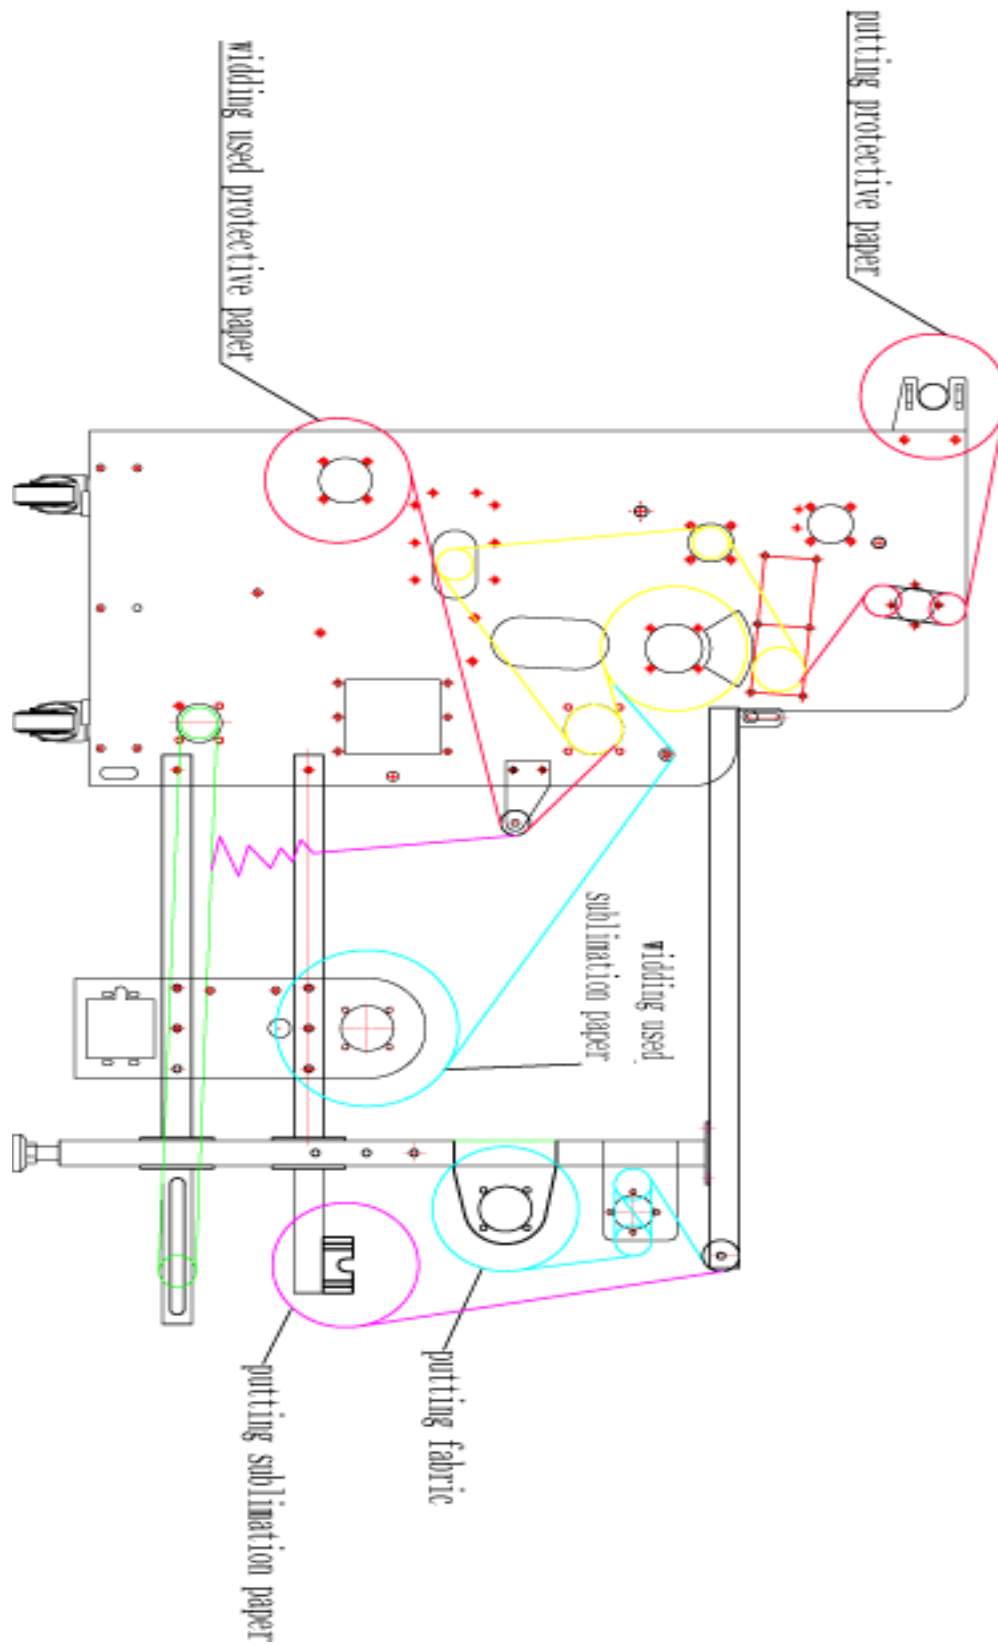 putting protective paper
widding used protective paper
widding used
sublimation paper
putting fabric
putting sublimation paper